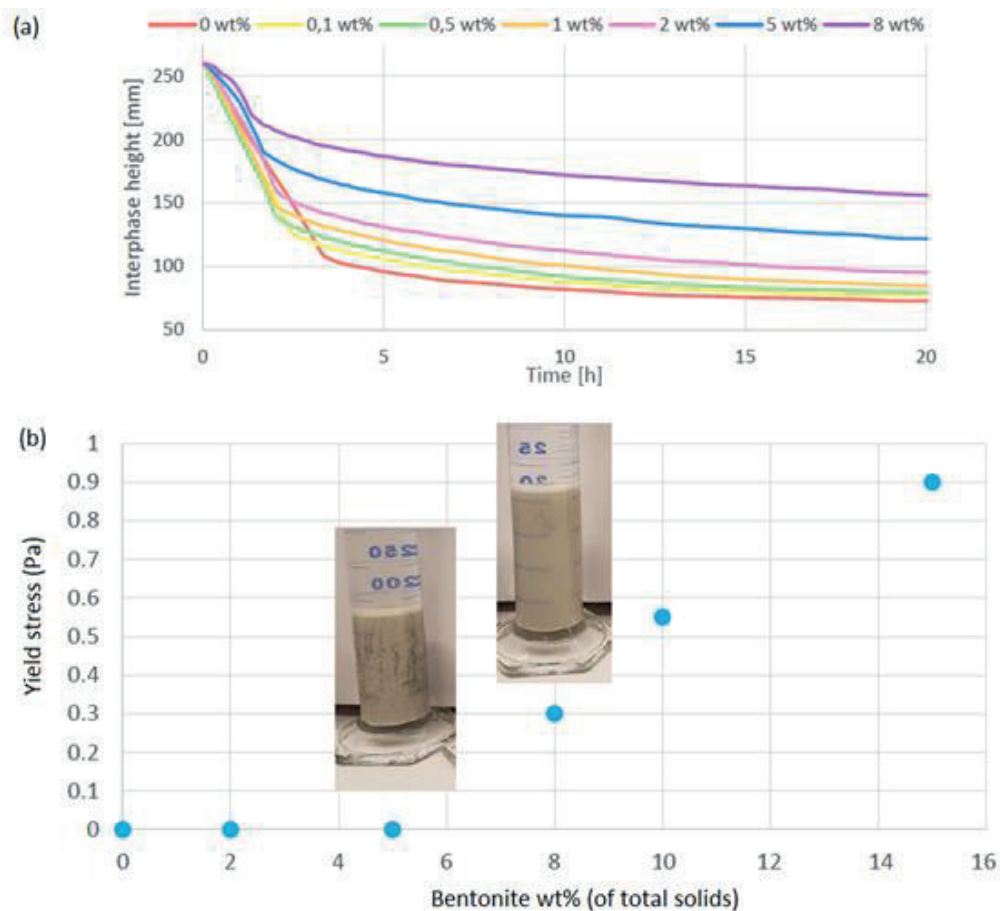 (a)
0 wt% 0,1 wt% 0,5 wt% 1 wt% 2 wt% 5 wt% 8 wt%
Interphase height [mm]
250
200
150
100
50
0 5 10 15 20
Time [h]
(b)
Yield stress (Pa)
1
0.9
0.8
0.7
0.6
0.5
0.4
0.3
0.2
0.1
0
25
20
250
200
0 2 4 6 8 10 12 14 16
Bentonite wt% (of total solids)